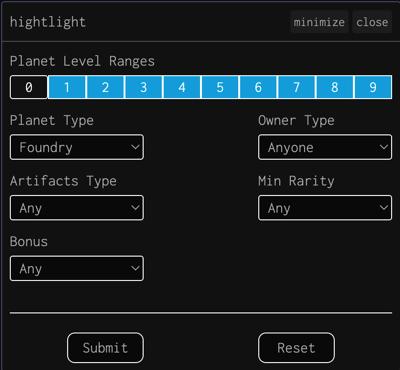 hightlight minimize close
Planet Level Ranges
0 1 2 3 4 5 6 7 8 9
Planet Type Owner Type
Foundry Anyone
Artifacts Type Min Rarity
Any Any
Bonus
Any
Submit Reset